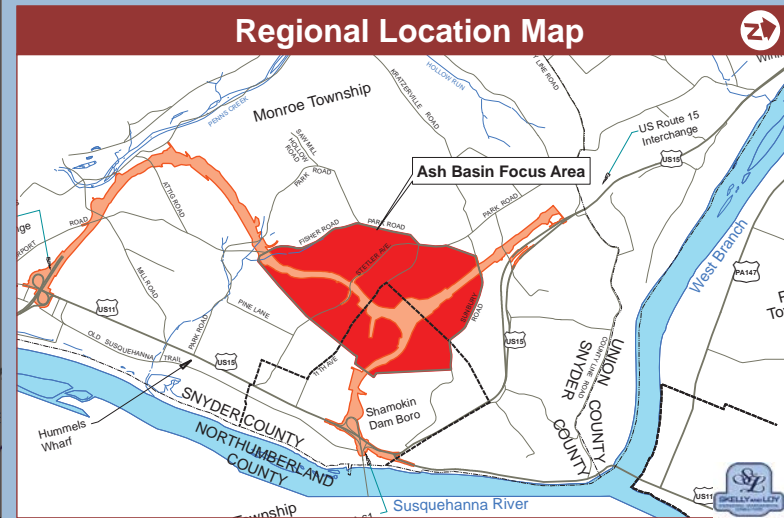 Regional Location Map
Z
HOLLOW RUN
KRATZERVILLE ROAD
Y LINE ROAD
Monroe Township
PENNS CREEK
SAW MILL
HOLLOW
ROAD
PARK ROAD
US Route 15
Interchange
US15
Ash Basin Focus Area
ATTIG ROAD
ROAD
FISHER ROAD
PARK ROAD
PARK ROAD
West Branch
PA147
STETLER AVE
MILL ROAD
PINE LANE
SUNBURY
ROAD
US11
OLD SUSQUEHANNA TRAIL
PARK ROAD
US15
11TH AVE
US15
UNION COUNTY
COUNTY LINE ROAD
SNYDER COUNTY
Hummels
Wharf
SNYDER COUNTY
NORTHUMBERLAND
COUNTY
Shamokin
Dam Boro
Susquehanna River
US11
SL
SKELLY AND LOY